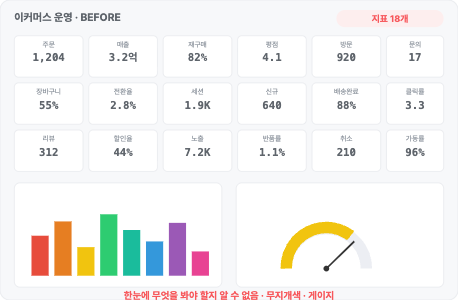 이커머스 운영 · BEFORE
지표 18개
주문 매출 재구매 평점 방문 문의
1,204 3.2억 82% 4.1 920 17
장바구니 전환율 세션 신규 배송완료 클릭률
55% 2.8% 1.9K 640 88% 3.3
리뷰 할인율 노출 반품률 취소 가동률
312 44% 7.2K 1.1% 210 96%
한눈에 무엇을 봐야 할지 알 수 없음 · 무지개색 · 게이지